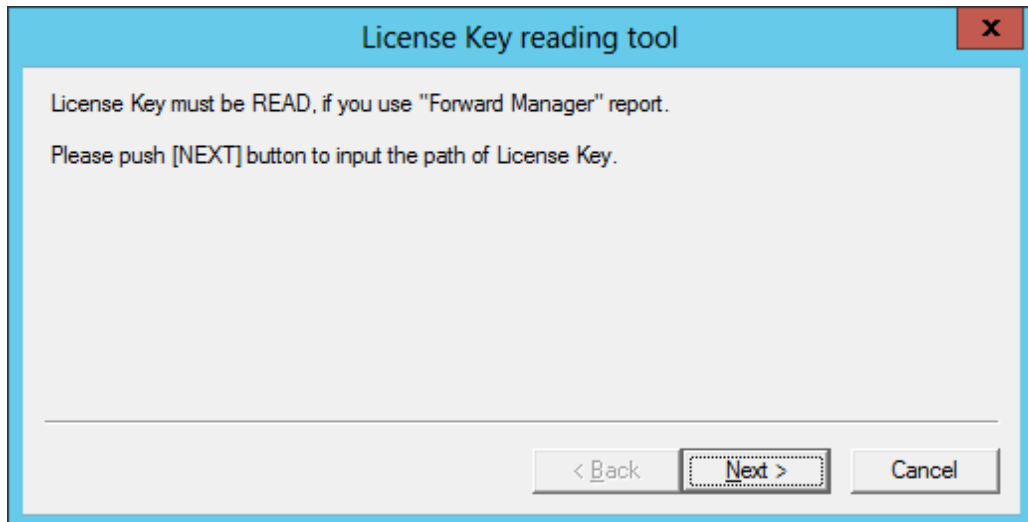 License Key reading tool
x
License Key must be READ, if you use "Forward Manager" report.
Please push [NEXT] button to input the path of License Key.
< Back Next > Cancel